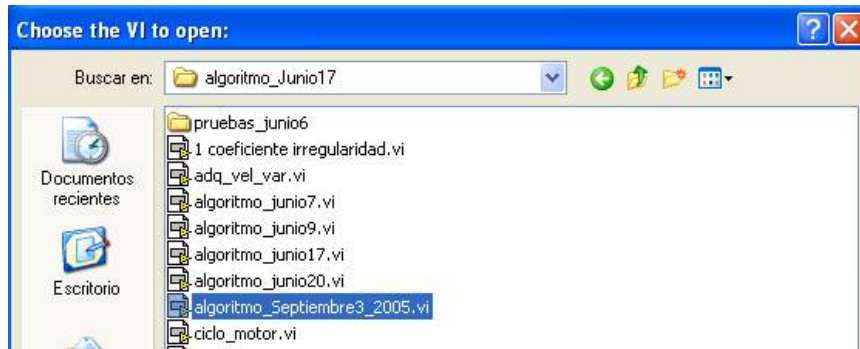 Choose the VI to open:
Buscar en:
algoritmo_Junio17
pruebas_junio6
1 coeficiente irregularidad.vi
adq_vel_var.vi
algoritmo_junio7.vi
algoritmo_junio9.vi
algoritmo_junio17.vi
algoritmo_junio20.vi
algoritmo_Septiembre3_2005.vi
ciclo_motor.vi
Documentos
recientes
Escritorio